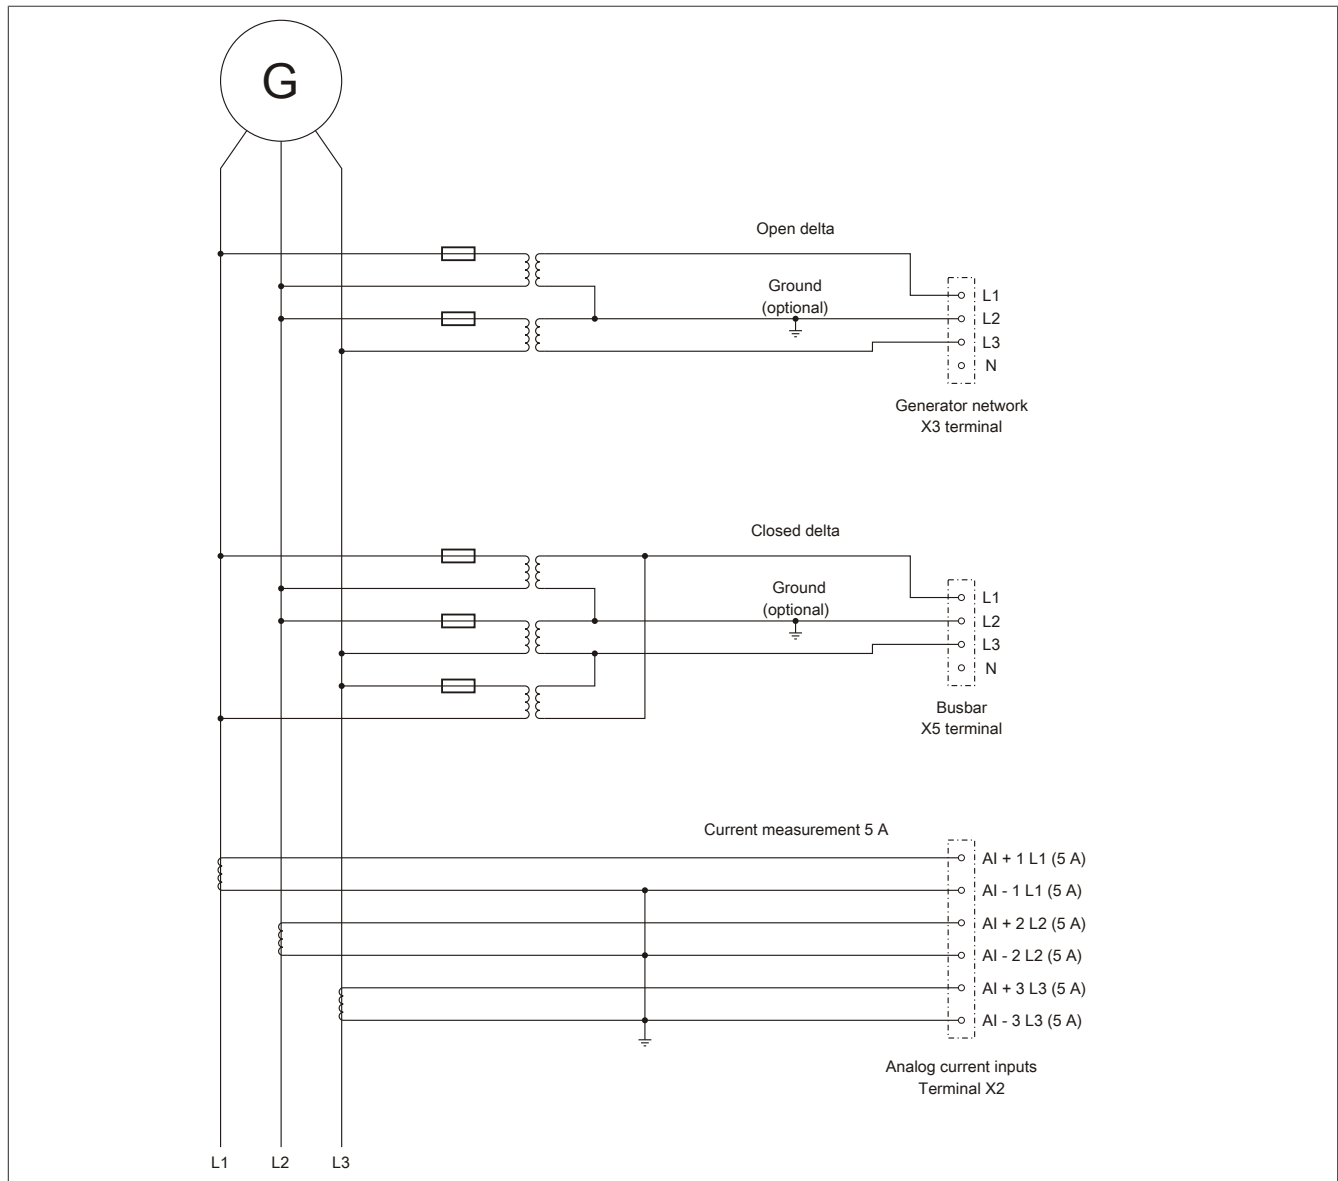 G
Open delta
Ground
(optional)
L1
L2
L3
N
Generator network
X3 terminal
Closed delta
Ground
(optional)
L1
L2
L3
N
Busbar
X5 terminal
Current measurement 5 A
AI + 1 L1 (5 A)
AI - 1 L1 (5 A)
AI + 2 L2 (5 A)
AI - 2 L2 (5 A)
AI + 3 L3 (5 A)
AI - 3 L3 (5 A)
Analog current inputs
Terminal X2
L1 L2 L3